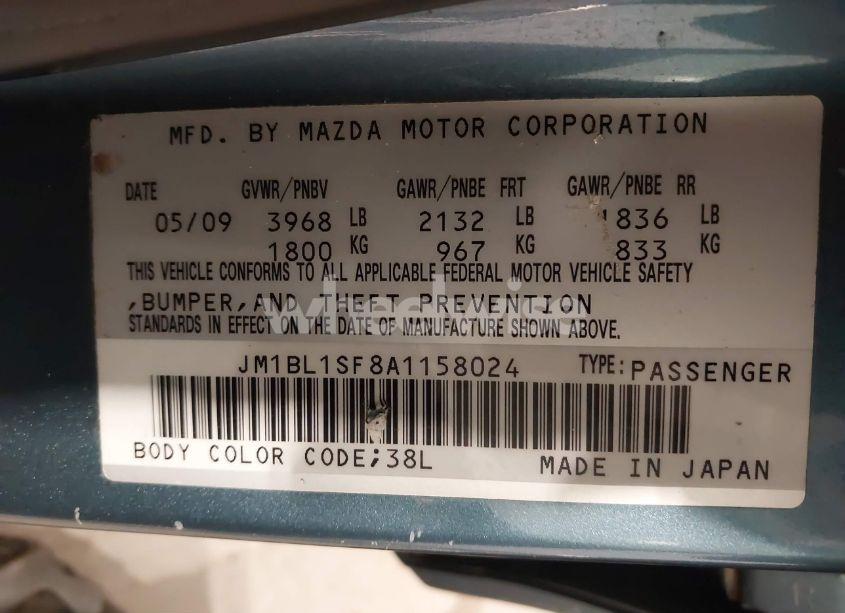 MFD. BY MAZDA MOTOR CORPORATION
DATE GVWR/PNBV GAWR/PNBE FRT GAWR/PNBE RR
05/09 3968 LB 2132 LB 1836 LB
1800 KG 967 KG 833 KG
THIS VEHICLE CONFORMS TO ALL APPLICABLE FEDERAL MOTOR VEHICLE SAFETY
,BUMPER,AND THEFT PREVENTION
STANDARDS IN EFFECT ON THE DATE OF MANUFACTURE SHOWN ABOVE.
JM1BL1SF8A1158024 TYPE:PASSENGER
BODY COLOR CODE;38L MADE IN JAPAN